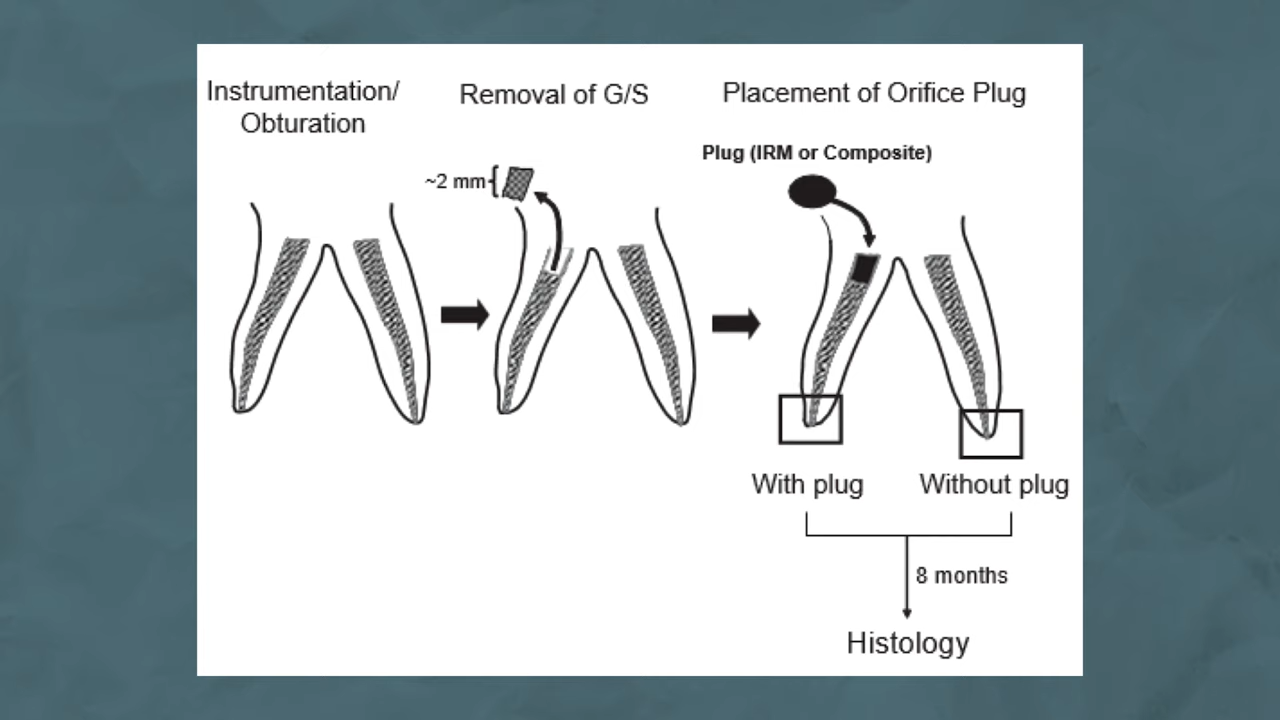 Instrumentation/
Obturation
Removal of G/S
Placement of Orifice Plug
Plug (IRM or Composite)
~2 mm
With plug
Without plug
8 months
Histology